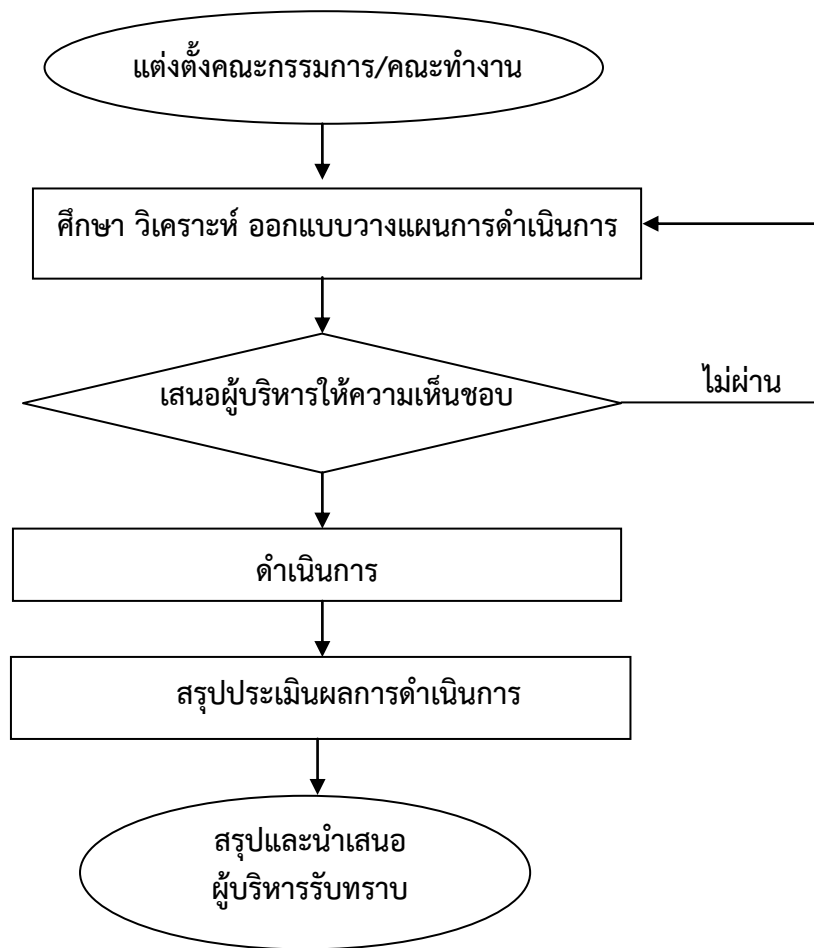 แต่งตั้งคณะกรรมการ/คณะทำงาน
ศึกษา วิเคราะห์ ออกแบบวางแผนการดำเนินการ
เสนอผู้บริหารให้ความเห็นชอบ
ไม่ผ่าน
ดำเนินการ
สรุปประเมินผลการดำเนินการ
สรุปและนำเสนอ
ผู้บริหารรับทราบ